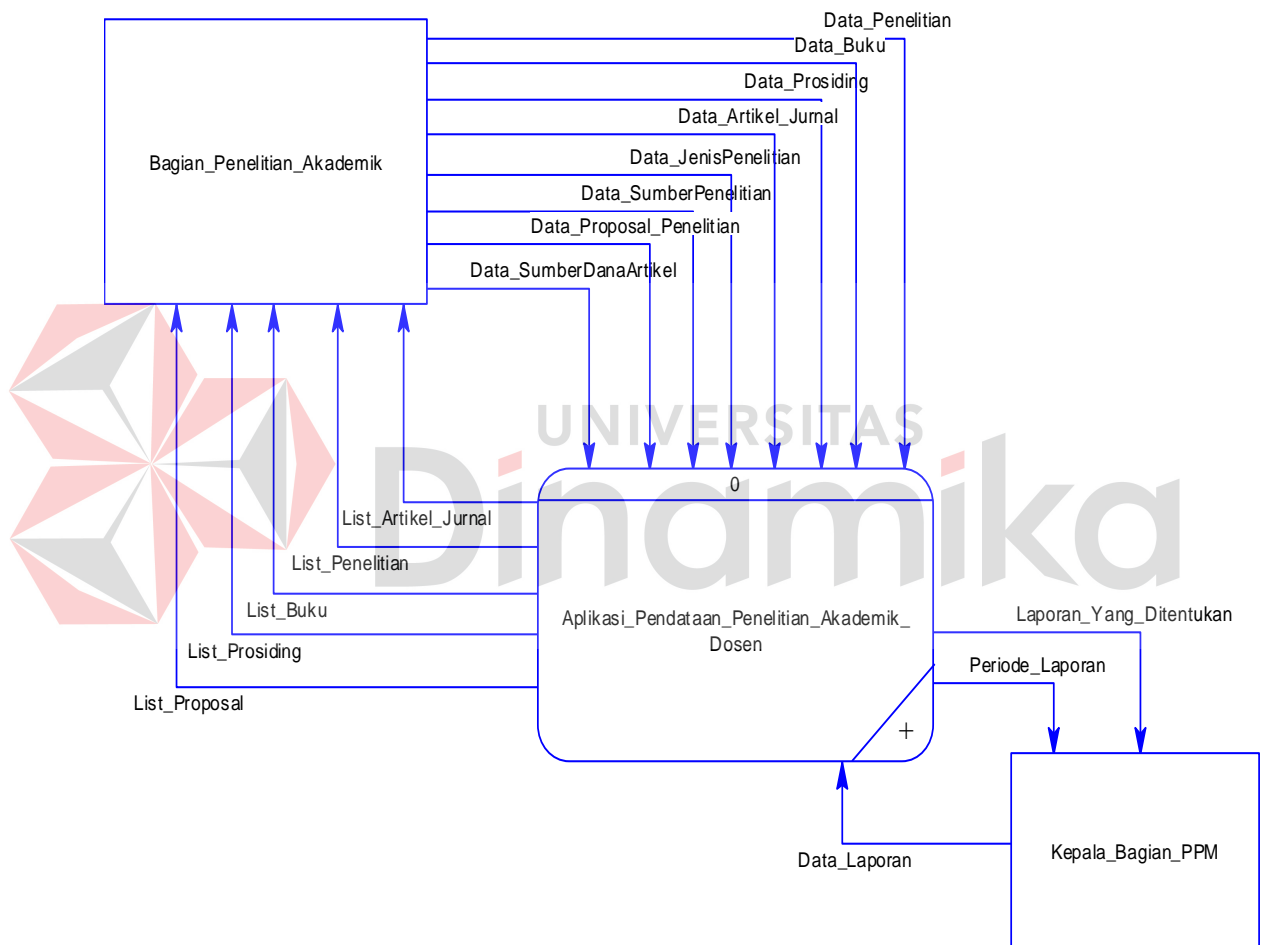 Data_Penelitian
Data_Buku
Data_Prosiding
Data_Artikel_Jurnal
Bagian_Penelitian_Akademik
Data_JenisPenelitian
Data_SumberPenelitian
Data_Proposal_Penelitian
Data_SumberDanaArtikel
UNIVERSITAS
Dinamika
0
List_Artikel_Jurnal
List_Penelitian
List_Buku
List_Prosiding
List_Proposal
Aplikasi_Pendataan_Penelitian_Akademik_
Dosen
+
Laporan_Yang_Ditentukan
Periode_Laporan
Data_Laporan
Kepala_Bagian_PPM